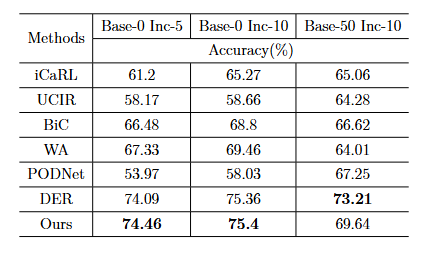 Methods Base-0 Inc-5 Base-0 Inc-10 Base-50 Inc-10
Accuracy(%)
iCaRL 61.2 65.27 65.06
UCIR 58.17 58.66 64.28
BiC 66.48 68.8 66.62
WA 67.33 69.46 64.01
PODNet 53.97 58.03 67.25
DER 74.09 75.36 73.21
Ours 74.46 75.4 69.64